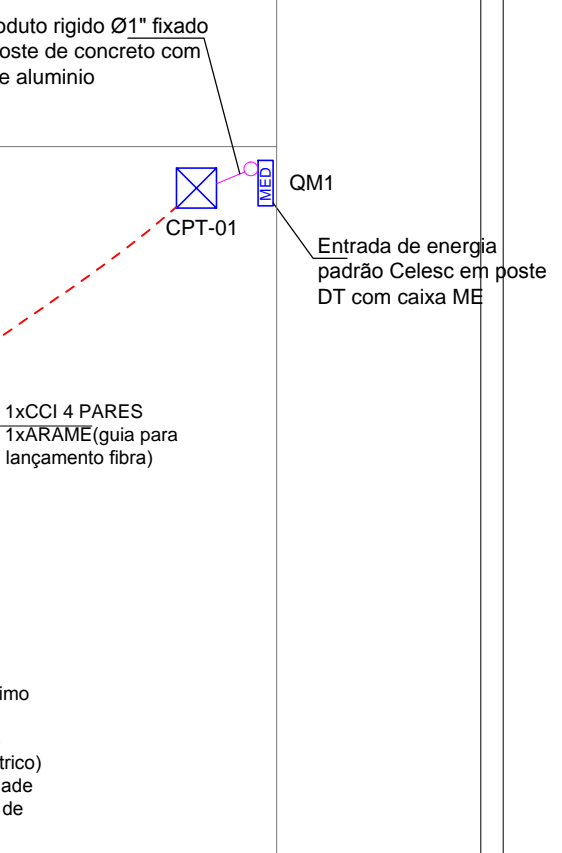 oduto rigido Ø1" fixado
oste de concreto com
e aluminio
MED
QM1
CPT-01
Entrada de energia
padrão Celesc em poste
DT com caixa ME
1xCCI 4 PARES
1xARAME(guia para
lançamento fibra)
imo
trico)
ade
de